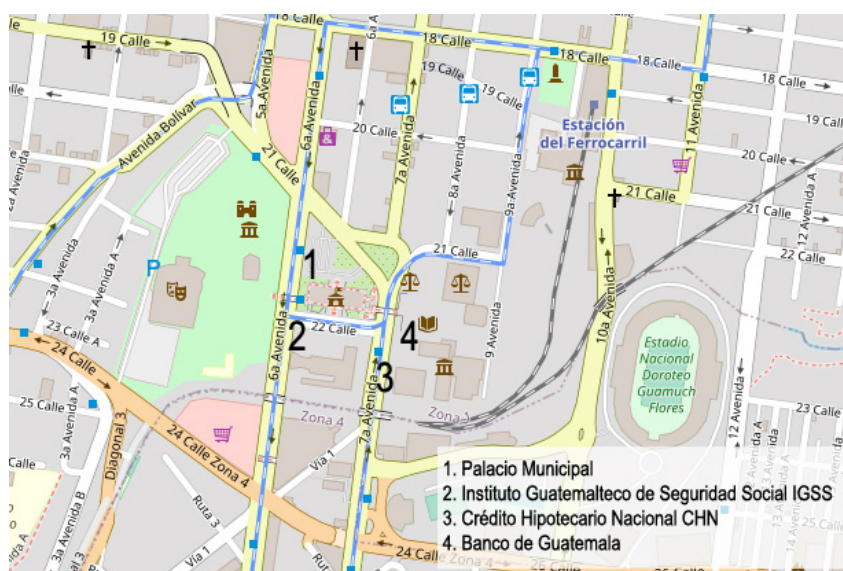 18 Calle
6a A
19 Calle
18 Calle
18 Calle
5a Avenida
6a Avenida
7a Avenida
19 Calle
19 Calle
18 Calle
19 Calle
Avenida Bolívar
Estación
del Ferrocarril
11 Avenida
20 Calle
20 Calle
21 Calle
8a Avenida
9a Avenida
21 Calle
12 Avenida A
21 Calle
22 Calle
3a Avenida
3a Avenida A
P
1
21 Calle
10a Avenida
22 Calle
23 Calle A
24 Calle
2
6a Avenida
3
4
9 Avenida
Estadio
Nacional
Doroteo
Guamuch
Flores
25 Calle
3a Avenida A
Diagonal 3
Zona 4
7a Avenida
12 Avenida
23 Calle
24 Calle Zona 4
Vía 1
3a Avenida B
Ruta 3
Vía 1
24 Calle Zona 4
1. Palacio Municipal
2. Instituto Guatemalteco de Seguridad Social IGSS
3. Crédito Hipotecario Nacional CHN
4. Banco de Guatemala